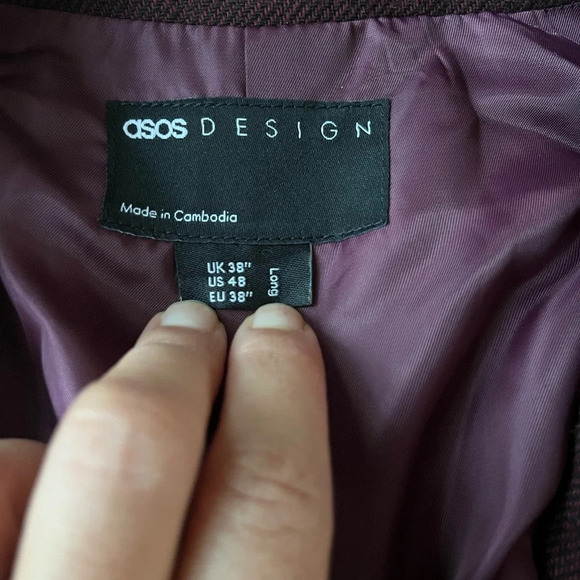 asos DESIGN
Made in Cambodia
UK 38"
US 48
EU 38"
Long